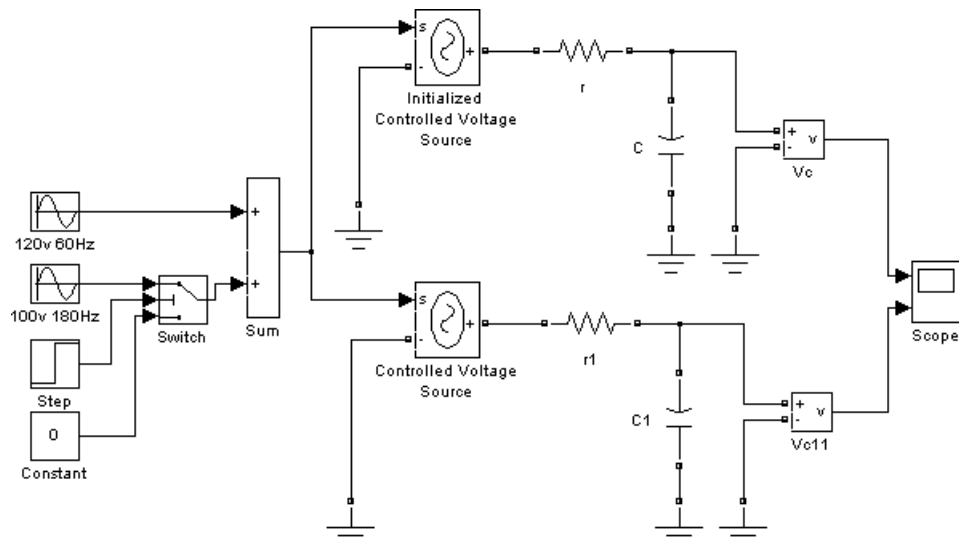 s
+
-
Initialized
Controlled Voltage
Source
r
C
+
-
v
Vc
120v 60Hz
+
100v 180Hz
+
Switch
Sum
s
+
-
Controlled Voltage
Source
r1
C1
+
-
v
Vc11
Scope
Step
0
Constant